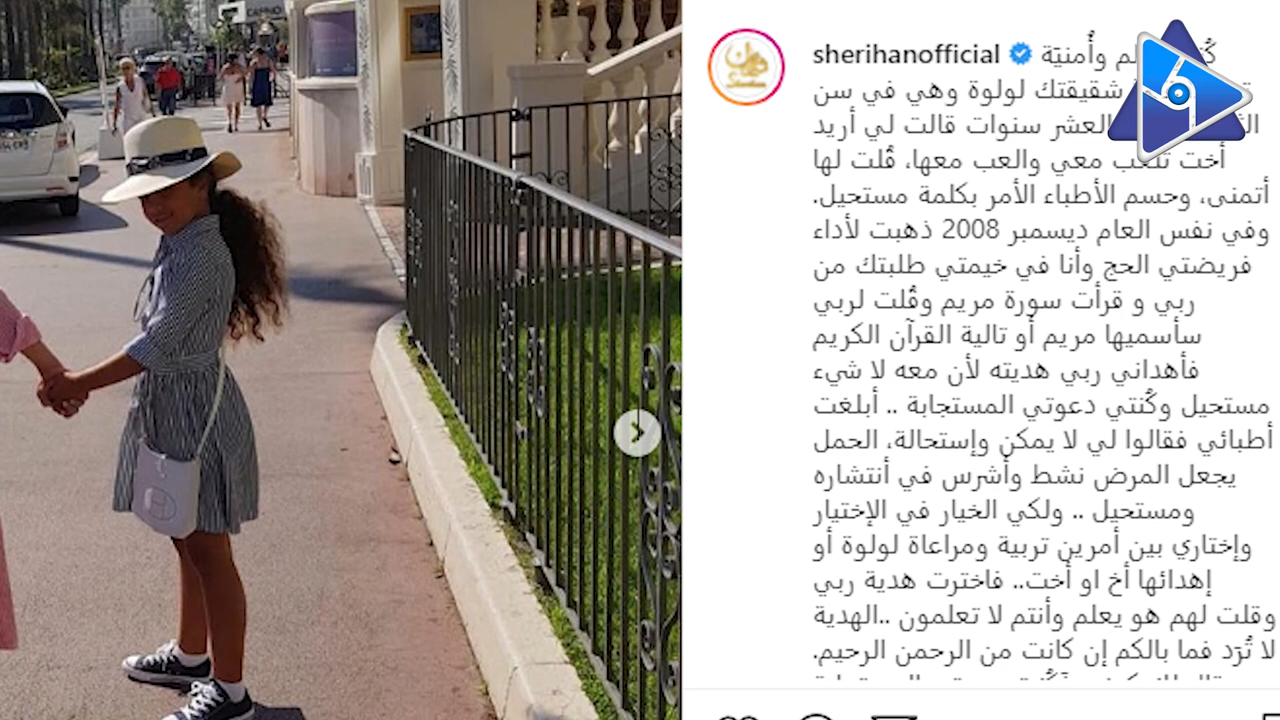 CASINO
sherihanofficial وأُمنيّة
شقيقتك لولوة وهي في سن
العشر سنوات قالت لي أريد
أخت تلعب معي والعب معها، قُلت لها
أتمنى، وحسم الأطباء الأمر بكلمة مستحيل.
وفي نفس العام ديسمبر 2008 ذهبت لأداء
فريضتي الحج وأنا في خيمتي طلبتك من
ربي و قرأت سورة مريم وقُلت لربي
سأسميها مريم أو تالية القرآن الكريم
فأهداني ربي هديته لأن معه لا شيء
مستحيل وكُنتي دعوتي المستجابة .. أبلغت
أطبائي فقالوا لي لا يمكن وإستحالة، الحمل
يجعل المرض نشط وأشرس في أنتشاره
ومستحيل .. ولكي الخيار في الإختيار
وإختاري بين أمرين تربية ومراعاة لولوة أو
إهدائها أخ او أخت.. فاخترت هدية ربي
وقلت لهم هو يعلم وأنتم لا تعلمون ..الهدية
لا تُرَد فما بالكم إن كانت من الرحمن الرحيم.